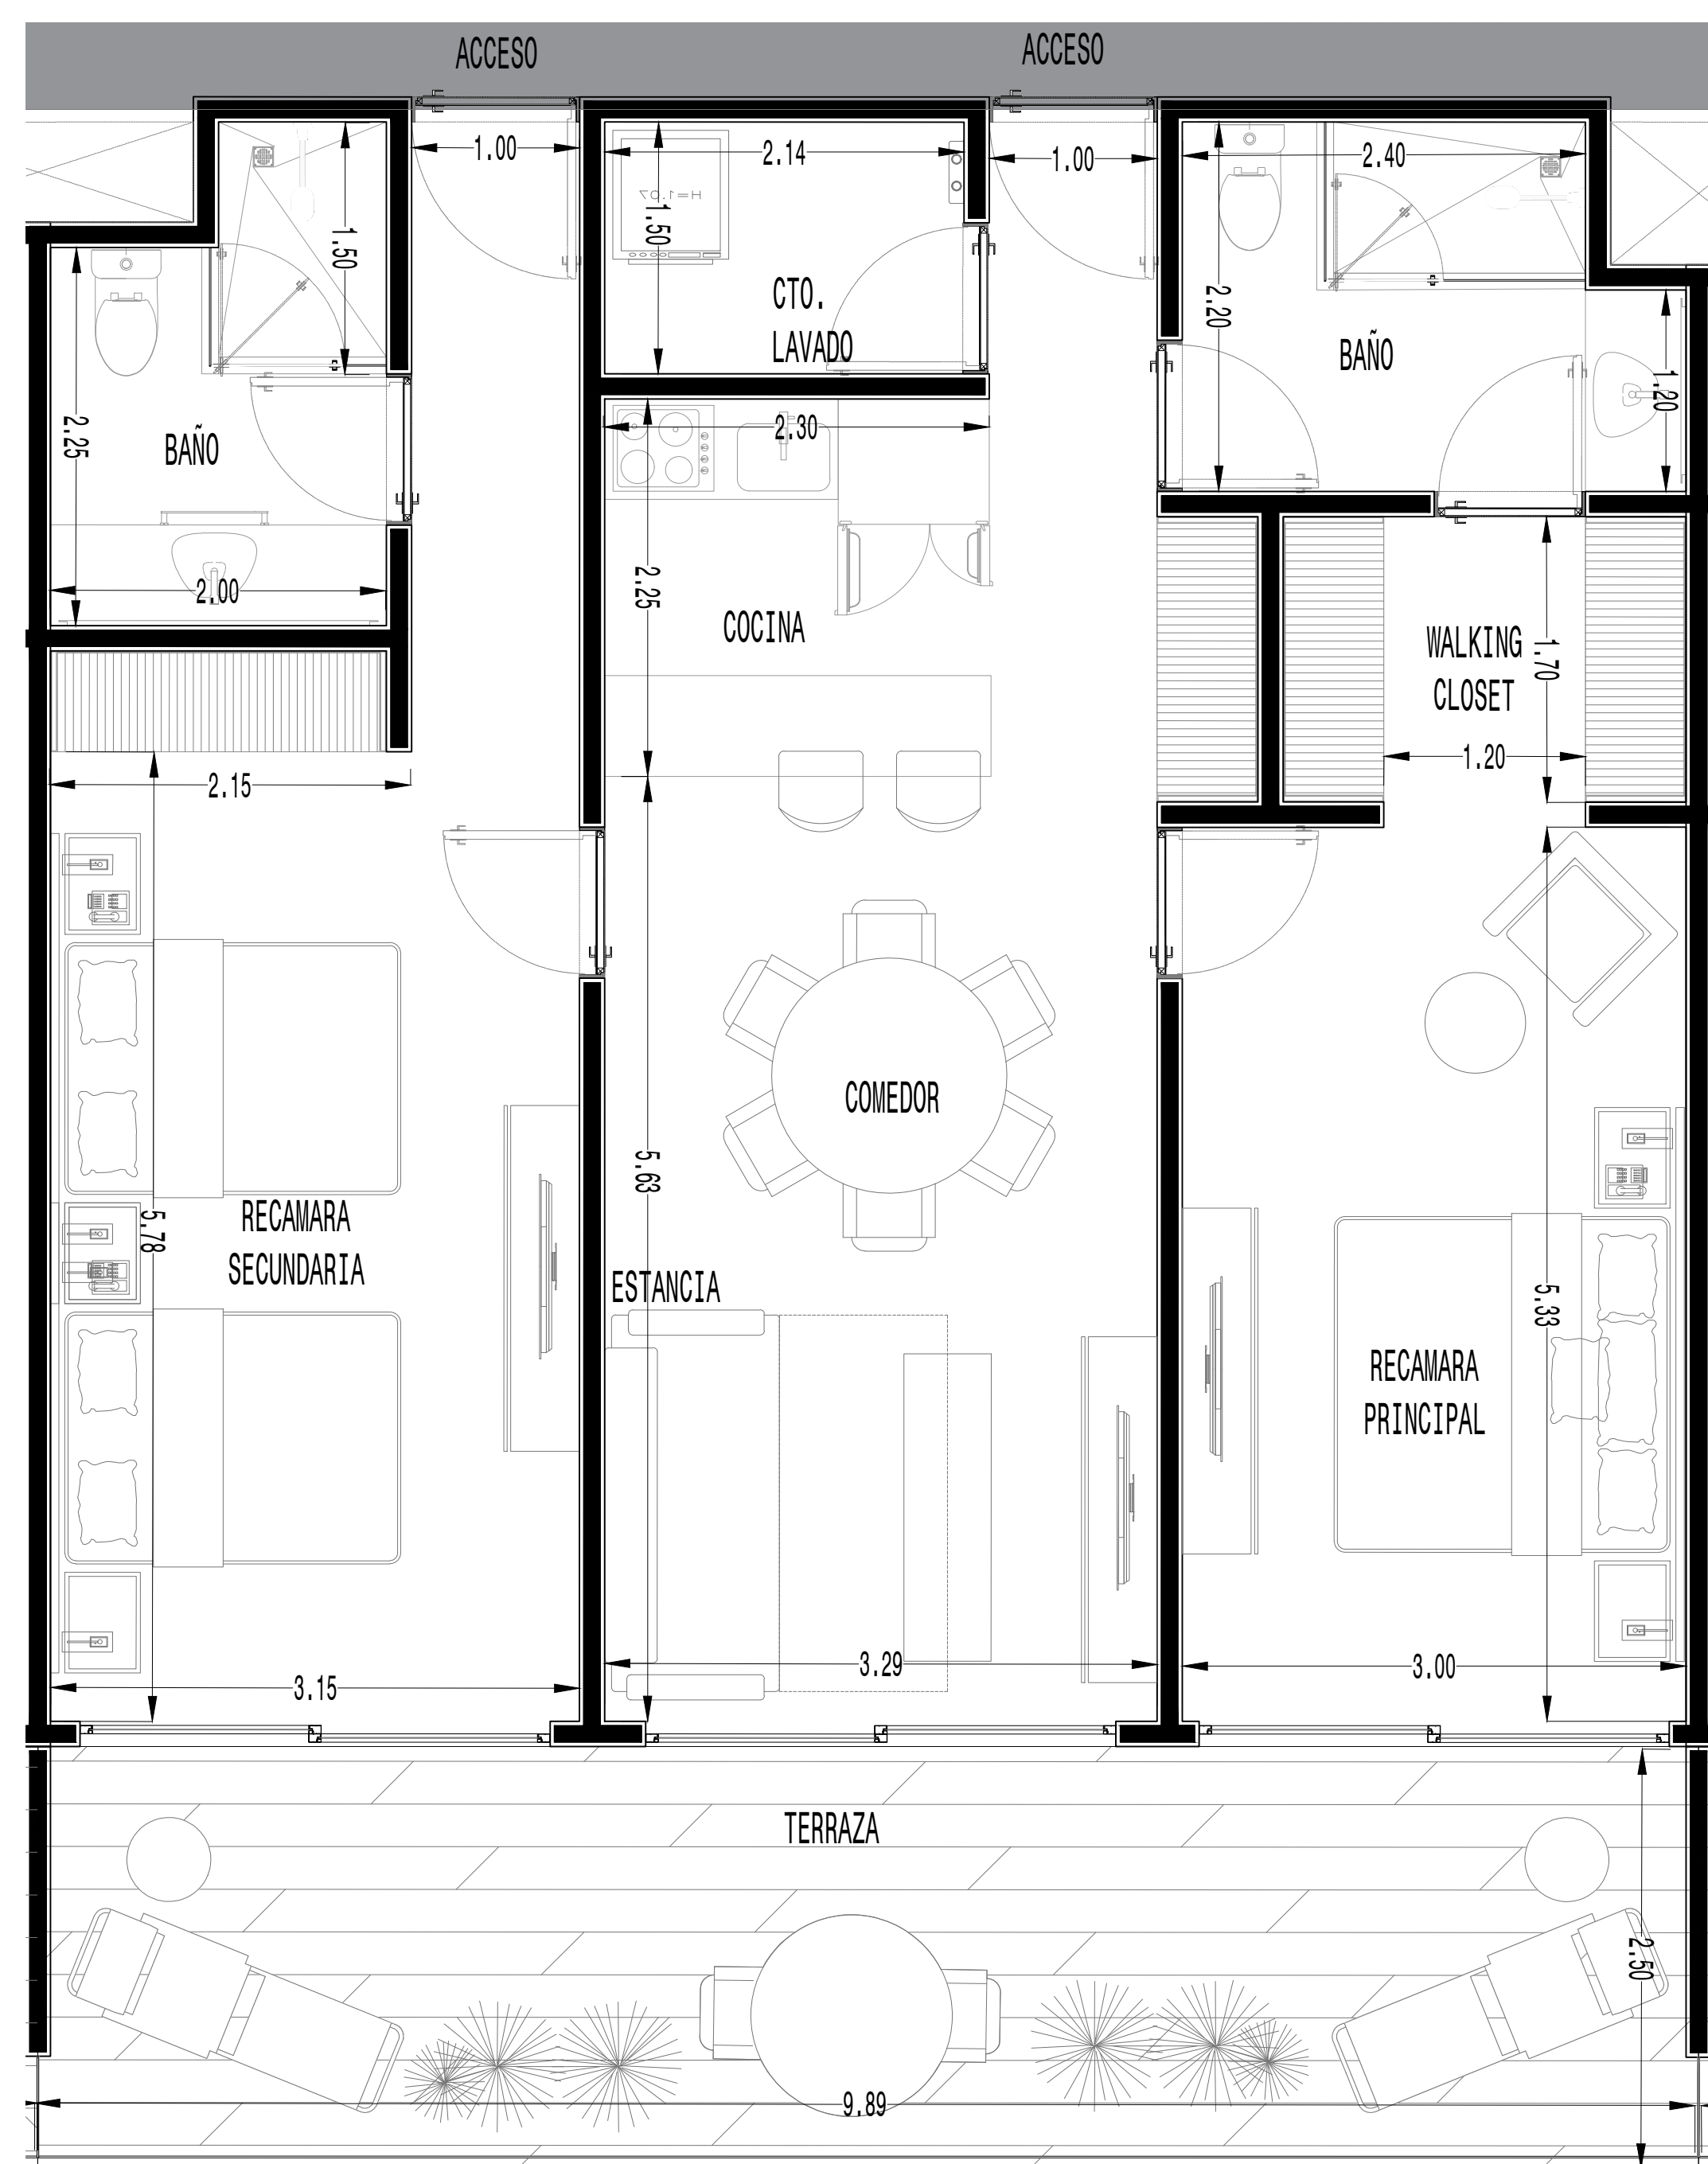 ACCESO
ACCESO
1.00
2.14
1.00
2.40
H=1.07
1.50
1.50
CTO.
LAVADO
2.20
BAÑO
1.20
2.25
BAÑO
2.30
2.00
2.25
COCINA
WALKING
CLOSET
1.70
1.20
2.15
COMEDOR
5.63
5.78
RECAMARA
SECUNDARIA
ESTANCIA
5.33
RECAMARA
PRINCIPAL
3.15
3.29
3.00
TERRAZA
2.50
9.89